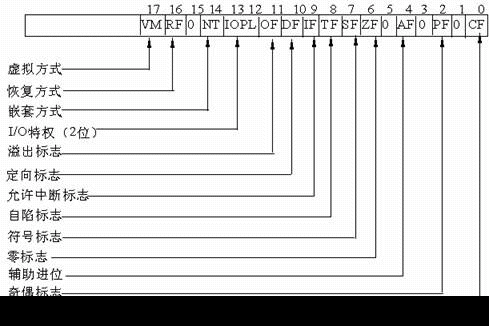 17 16 15 14 13 12 11 10 9 8 7 6 5 4 3 2 1 0
VM RF 0 NT IOPL OF DF IF TF SF ZF 0 AF 0 PF 0 CF
虚拟方式
恢复方式
嵌套方式
I/O特权（2位）
溢出标志
定向标志
允许中断标志
自陷标志
符号标志
零标志
辅助进位
奇偶标志